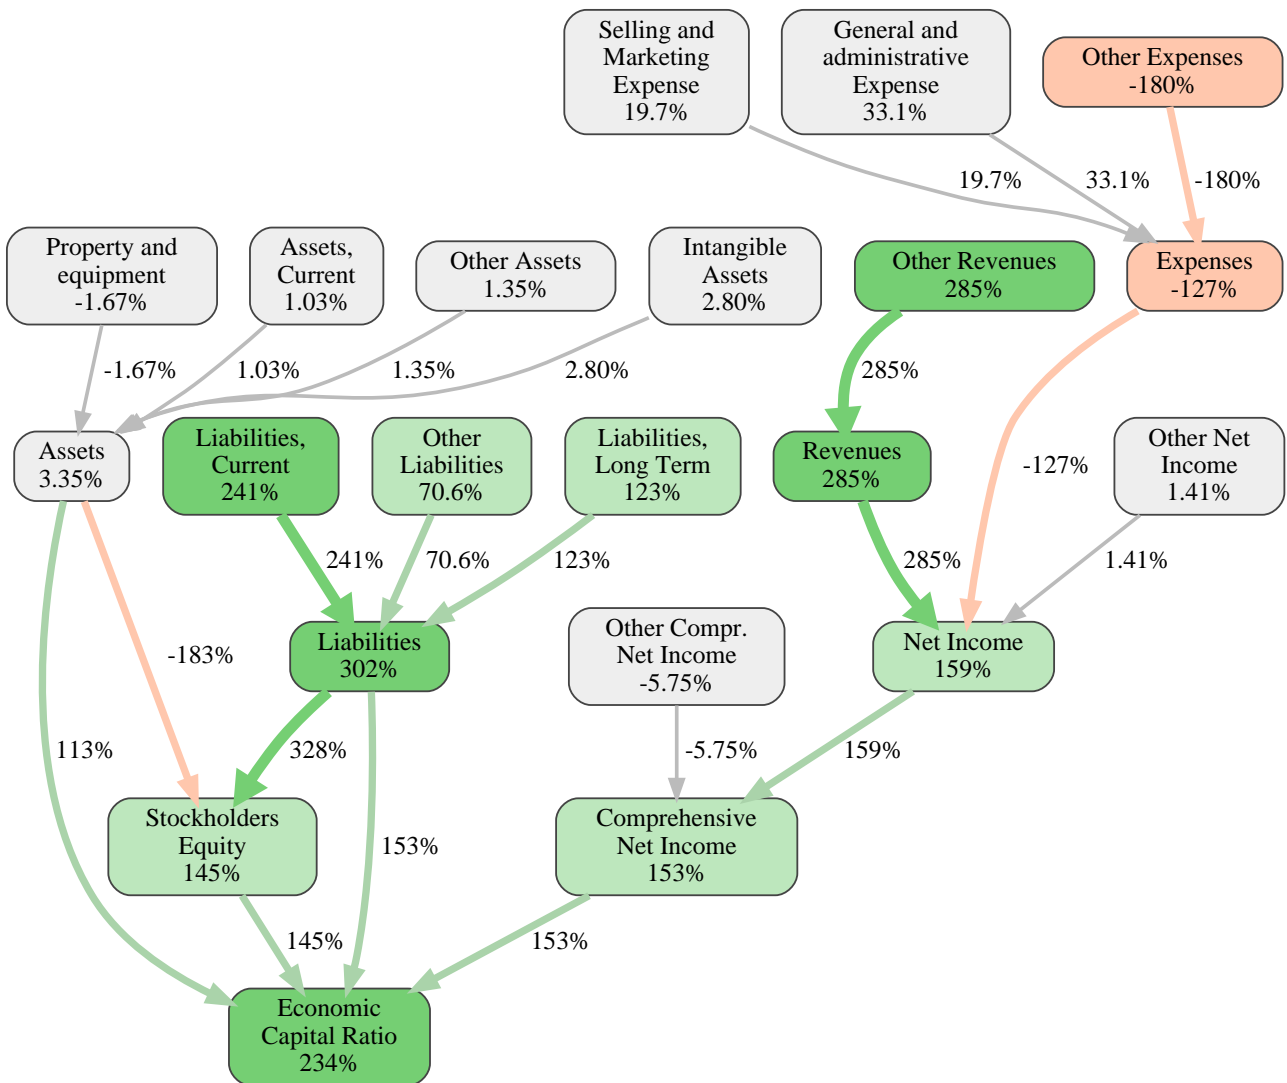 Selling and
Marketing
Expense
19.7%
General and
administrative
Expense
33.1%
Other Expenses
-180%
19.7%
33.1%
-180%
Property and
equipment
-1.67%
Assets,
Current
1.03%
Other Assets
1.35%
Intangible
Assets
2.80%
Other Revenues
285%
Expenses
-127%
-1.67%
1.03%
1.35%
2.80%
285%
Assets
3.35%
Liabilities,
Current
241%
Other
Liabilities
70.6%
Liabilities,
Long Term
123%
Revenues
285%
-127%
Other Net
Income
1.41%
241%
70.6%
123%
285%
1.41%
-183%
Liabilities
302%
Other Compr.
Net Income
-5.75%
Net Income
159%
113%
328%
-5.75%
159%
Stockholders
Equity
145%
153%
Comprehensive
Net Income
153%
145%
153%
Economic
Capital Ratio
234%